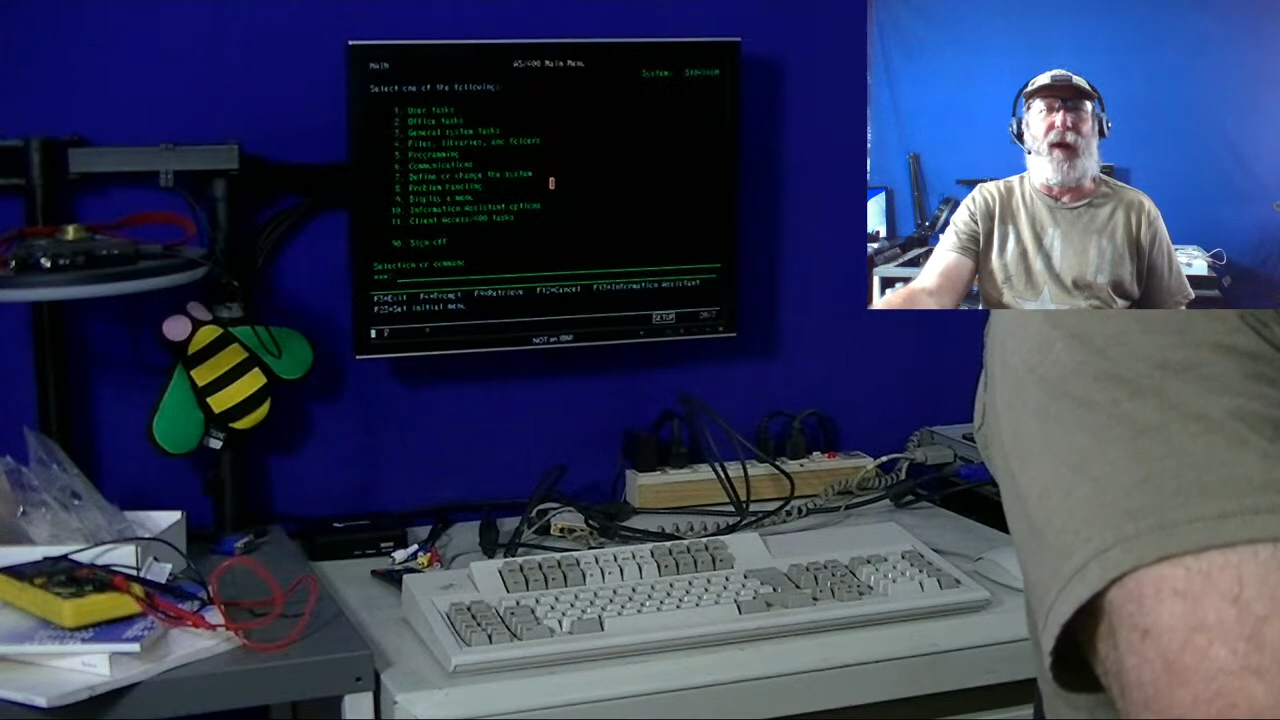 MAIN AS/400 Main Menu
System:
Select one of the following:
1. User tasks
2. Office tasks
3. General system tasks
4. Files, libraries, and folders
5. Programming
6. Communications
7. Define or change the system
8. Problem handling
9. Display a menu
10. Information Assistant options
11. Client Access/400 tasks
90. Sign off
Selection or command
===>
F3=Exit F4=Prompt F9=Retrieve F12=Cancel F13=Information Assistant
F23=Set initial menu
SETUP
NOT an IBM!